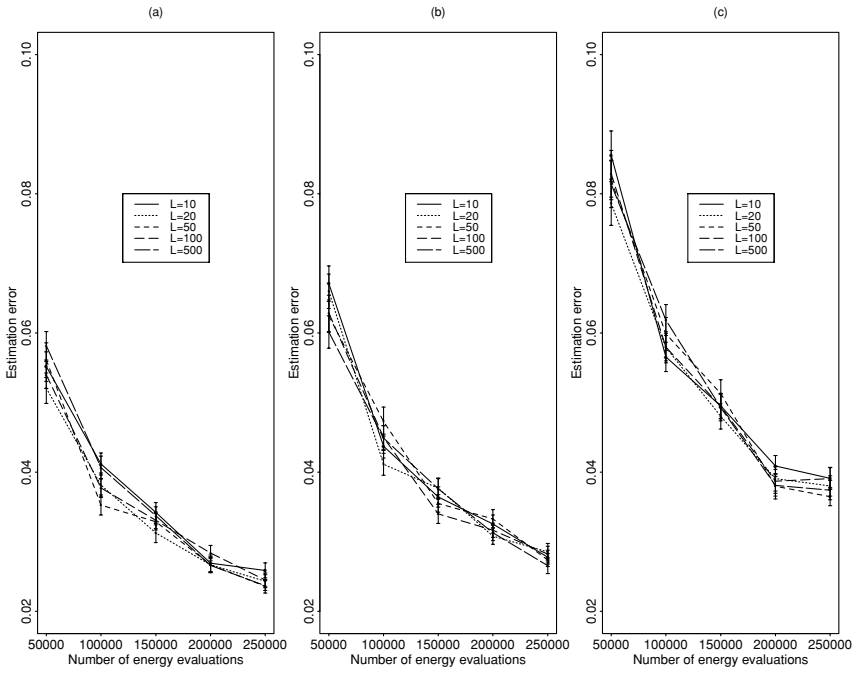 (a)
Estimation error
0.10
0.08
0.06
0.04
0.02
L=10
L=20
L=50
L=100
L=500
50000 100000 150000 200000 250000
Number of energy evaluations
(b)
Estimation error
0.10
0.08
0.06
0.04
0.02
L=10
L=20
L=50
L=100
L=500
50000 100000 150000 200000 250000
Number of energy evaluations
(c)
Estimation error
0.10
0.08
0.06
0.04
0.02
L=10
L=20
L=50
L=100
L=500
50000 100000 150000 200000 250000
Number of energy evaluations